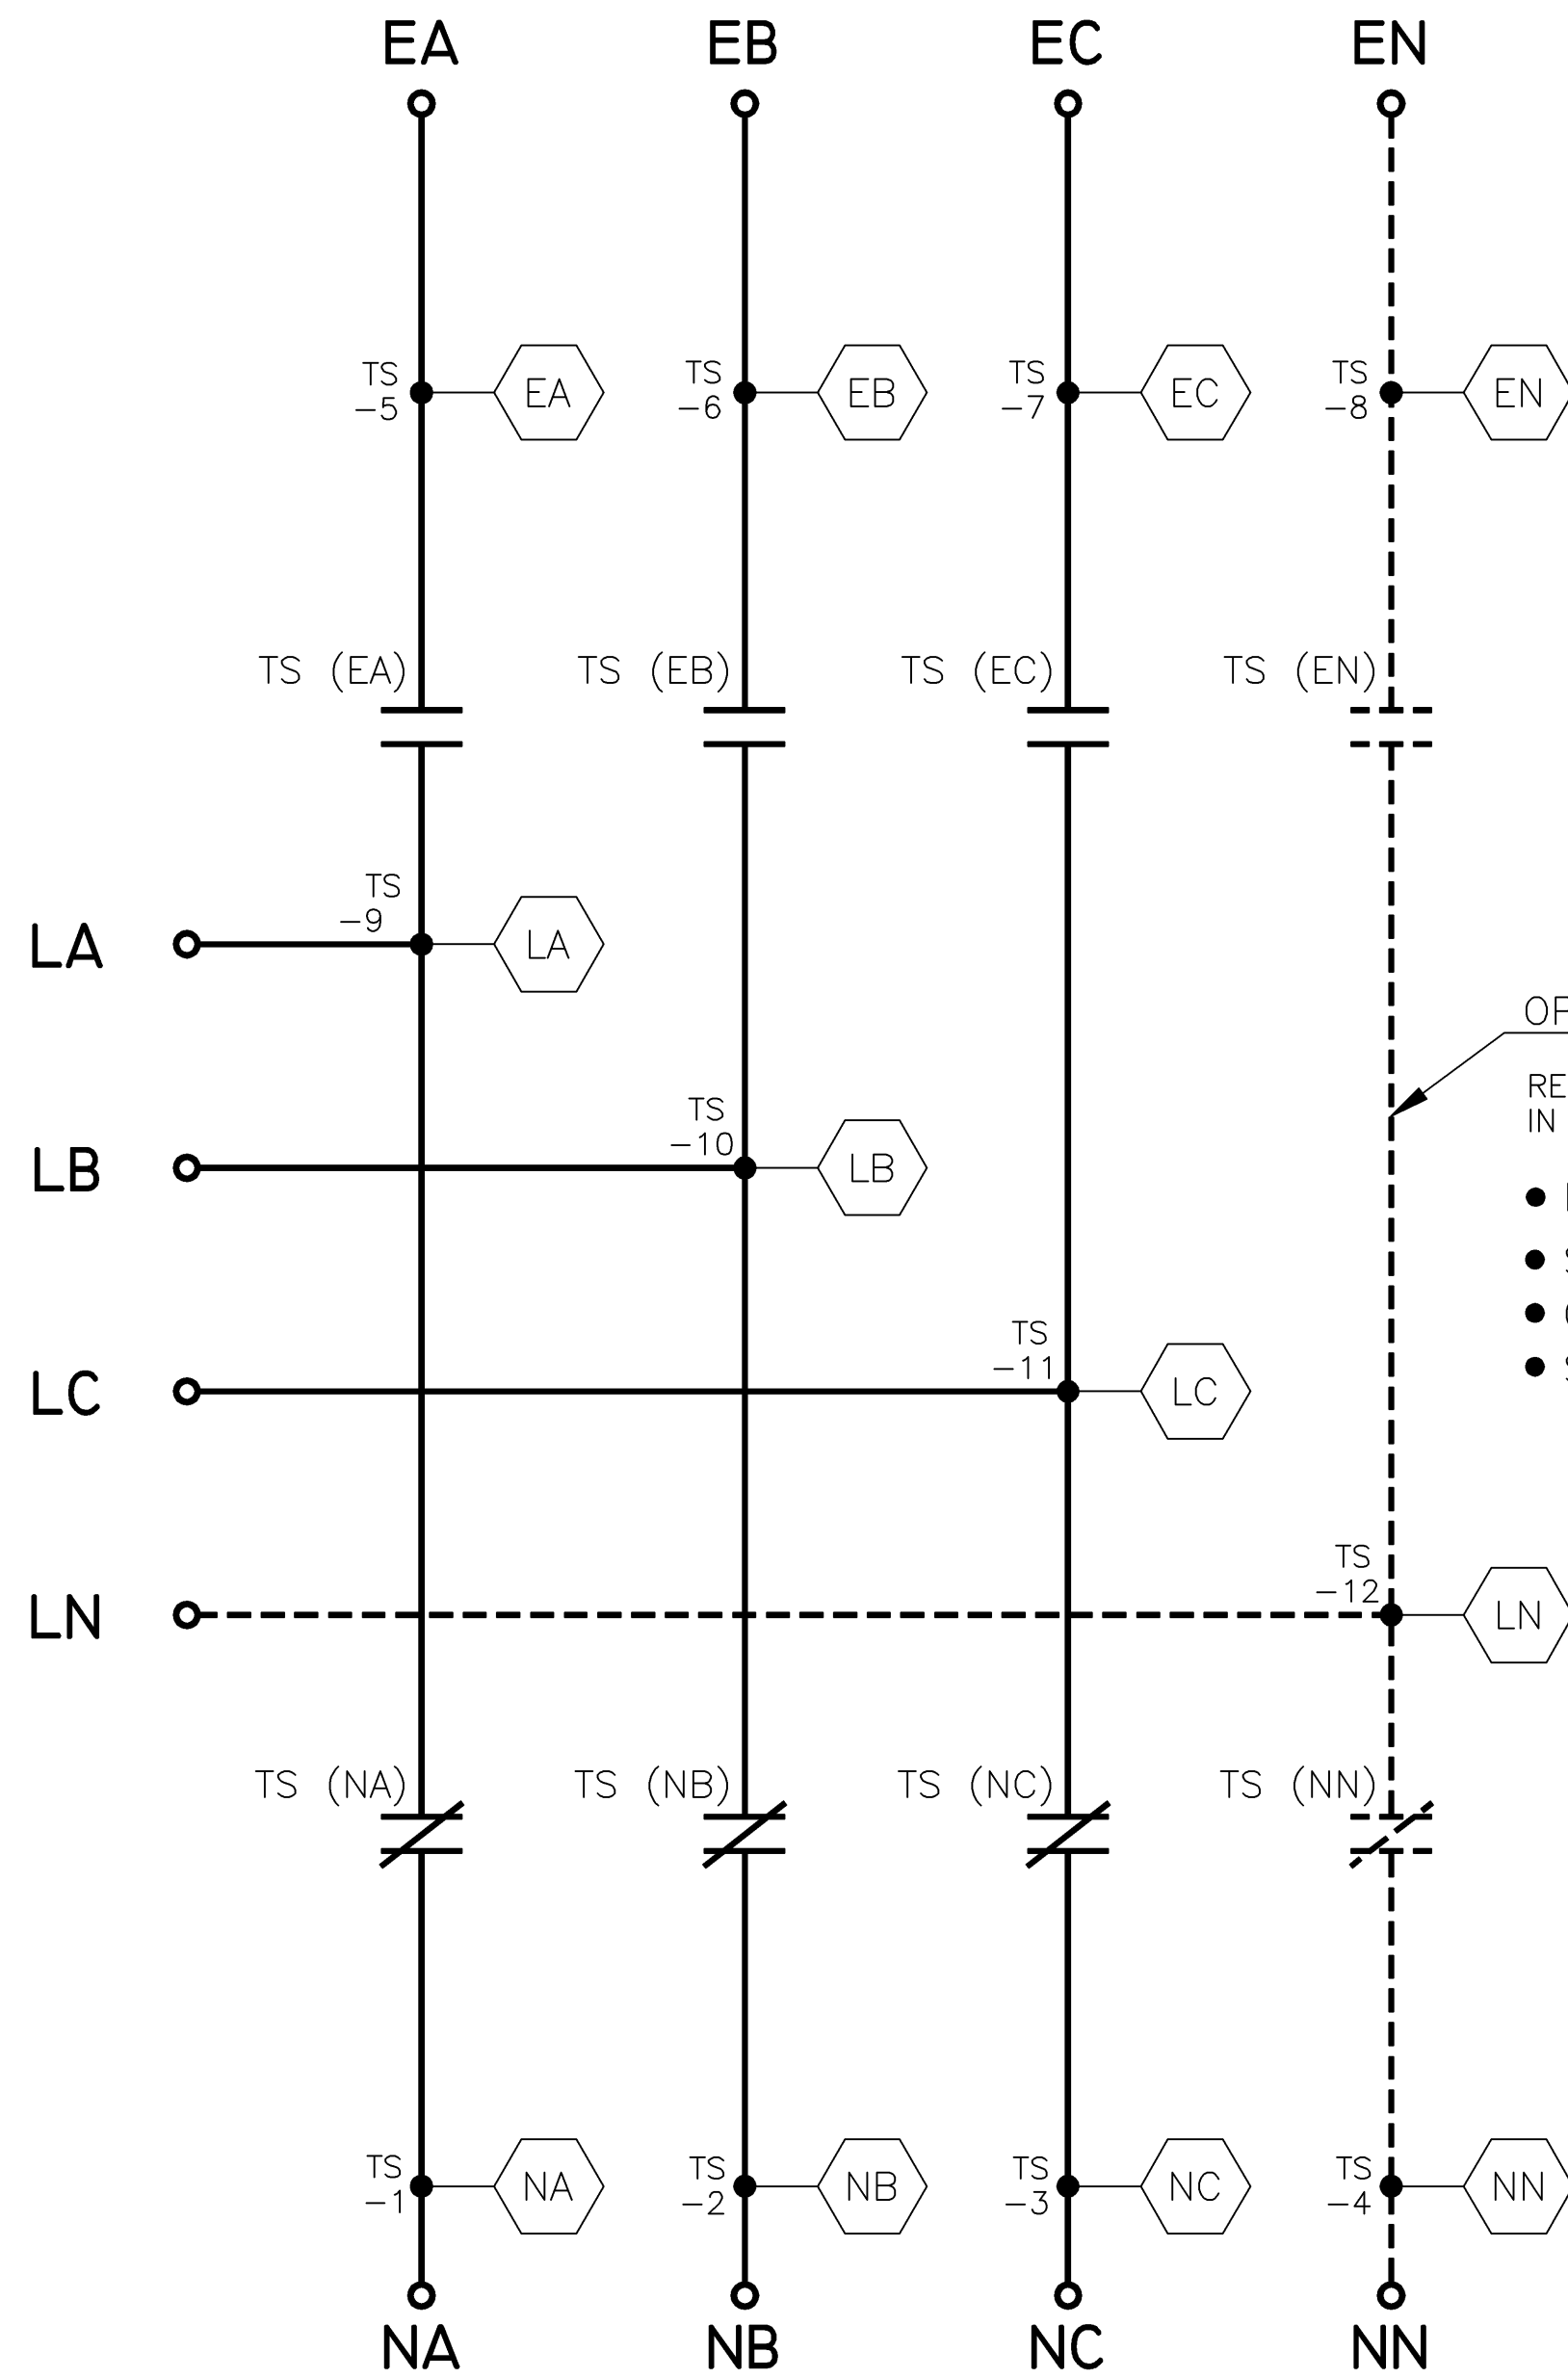 EA EB EC EN
TS TS TS TS
-5 EA -6 EB -7 EC -8 EN
TS (EA) TS (EB) TS (EC) TS (EN)
TS
-9
LA LA
TS
-10
LB LB
TS
-11
LC LC
TS
-12
LN LN
IN
TS (NA) TS (NB) TS (NC) TS (NN)
TS TS TS TS
-1 NA -2 NB -3 NC -4 NN
NA NB NC NN